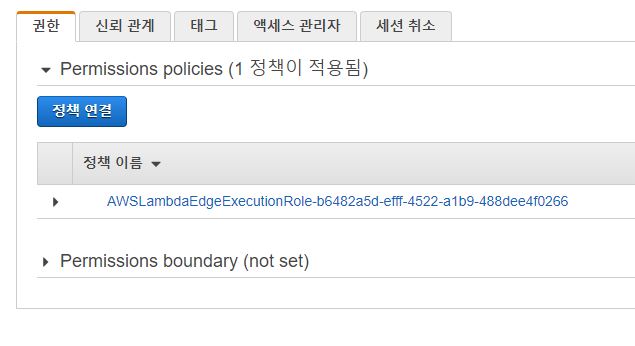 권한 신뢰 관계 태그 액세스 관리자 세션 취소
Permissions policies (1 정책이 적용됨)
정책 연결
정책 이름
AWSLambdaEdgeExecutionRole-b6482a5d-efff-4522-a1b9-488dee4f0266
Permissions boundary (not set)